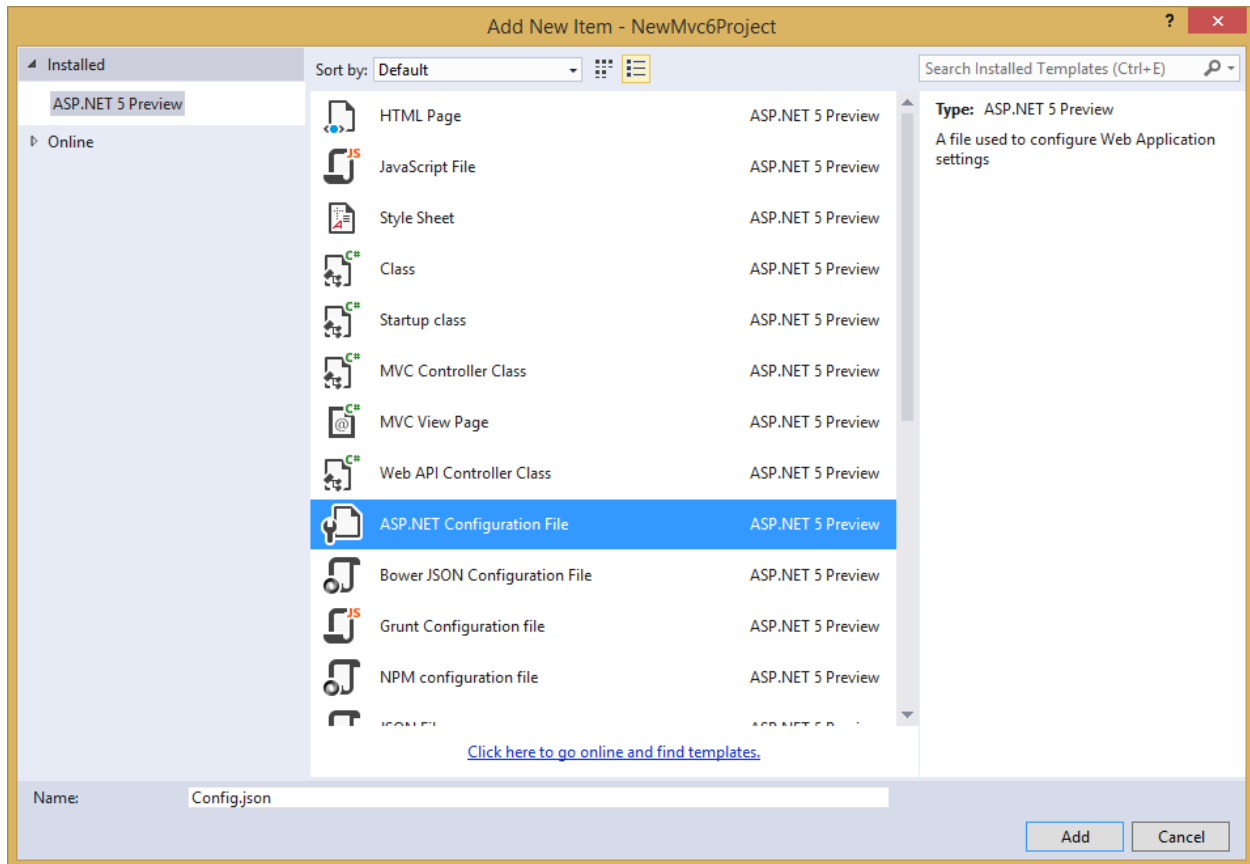 Add New Item - NewMvc6Project
? ×
Installed
ASP.NET 5 Preview
Online
Sort by: Default
Search Installed Templates (Ctrl+E)
HTML Page ASP.NET 5 Preview
JS
JavaScript File ASP.NET 5 Preview
Style Sheet ASP.NET 5 Preview
C#
Class ASP.NET 5 Preview
C#
Startup class ASP.NET 5 Preview
C#
MVC Controller Class ASP.NET 5 Preview
C#
MVC View Page ASP.NET 5 Preview
C#
Web API Controller Class ASP.NET 5 Preview
ASP.NET Configuration File ASP.NET 5 Preview
Bower JSON Configuration File ASP.NET 5 Preview
JS
Grunt Configuration file ASP.NET 5 Preview
NPM configuration file ASP.NET 5 Preview
Click here to go online and find templates.
Type: ASP.NET 5 Preview
A file used to configure Web Application
settings
Name: Config.json
Add Cancel